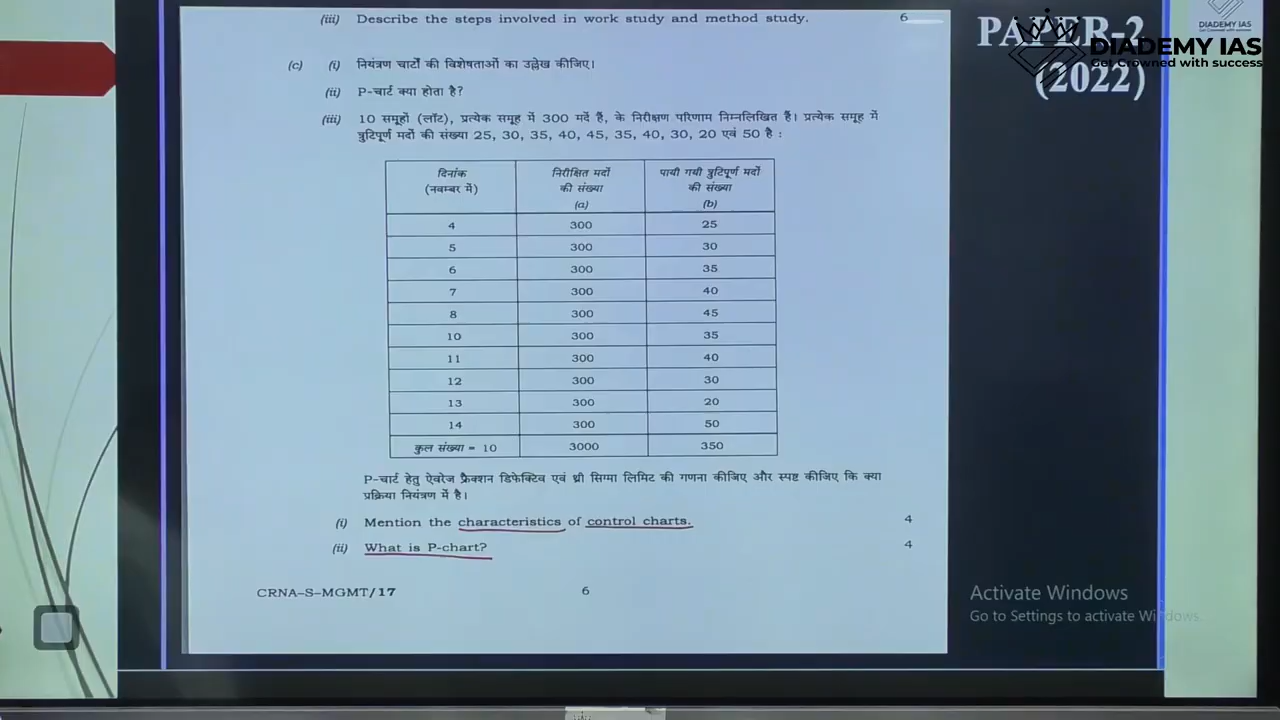 (iii) Describe the steps involved in work study and method study. 6
PAPER-2
(2022)
DIADEMY IAS
Get Crowned with success
DIADEMY IAS
Get Crowned with success
(c) (i) नियंत्रण चार्टों की विशेषताओं का उल्लेख कीजिए।
(ii) P-चार्ट क्या होता है?
(iii) 10 समूहों (लॉट), प्रत्येक समूह में 300 मदें हैं, के निरीक्षण परिणाम निम्नलिखित हैं। प्रत्येक समूह में
त्रुटिपूर्ण मदों की संख्या 25, 30, 35, 40, 45, 35, 40, 30, 20 एवं 50 है :
दिनांक निरीक्षित मदों पायी गयी त्रुटिपूर्ण मदों
(नवम्बर में) की संख्या की संख्या
(a) (b)
4 300 25
5 300 30
6 300 35
7 300 40
8 300 45
10 300 35
11 300 40
12 300 30
13 300 20
14 300 50
कुल संख्या = 10 3000 350
P-चार्ट हेतु ऐवरेज फ्रैक्शन डिफेक्टिव एवं थ्री सिग्मा लिमिट की गणना कीजिए और स्पष्ट कीजिए कि क्या
प्रक्रिया नियंत्रण में है।
(i) Mention the characteristics of control charts. 4
(ii) What is P-chart? 4
CRNA-S-MGMT/17 6
Activate Windows
Go to Settings to activate Windows.